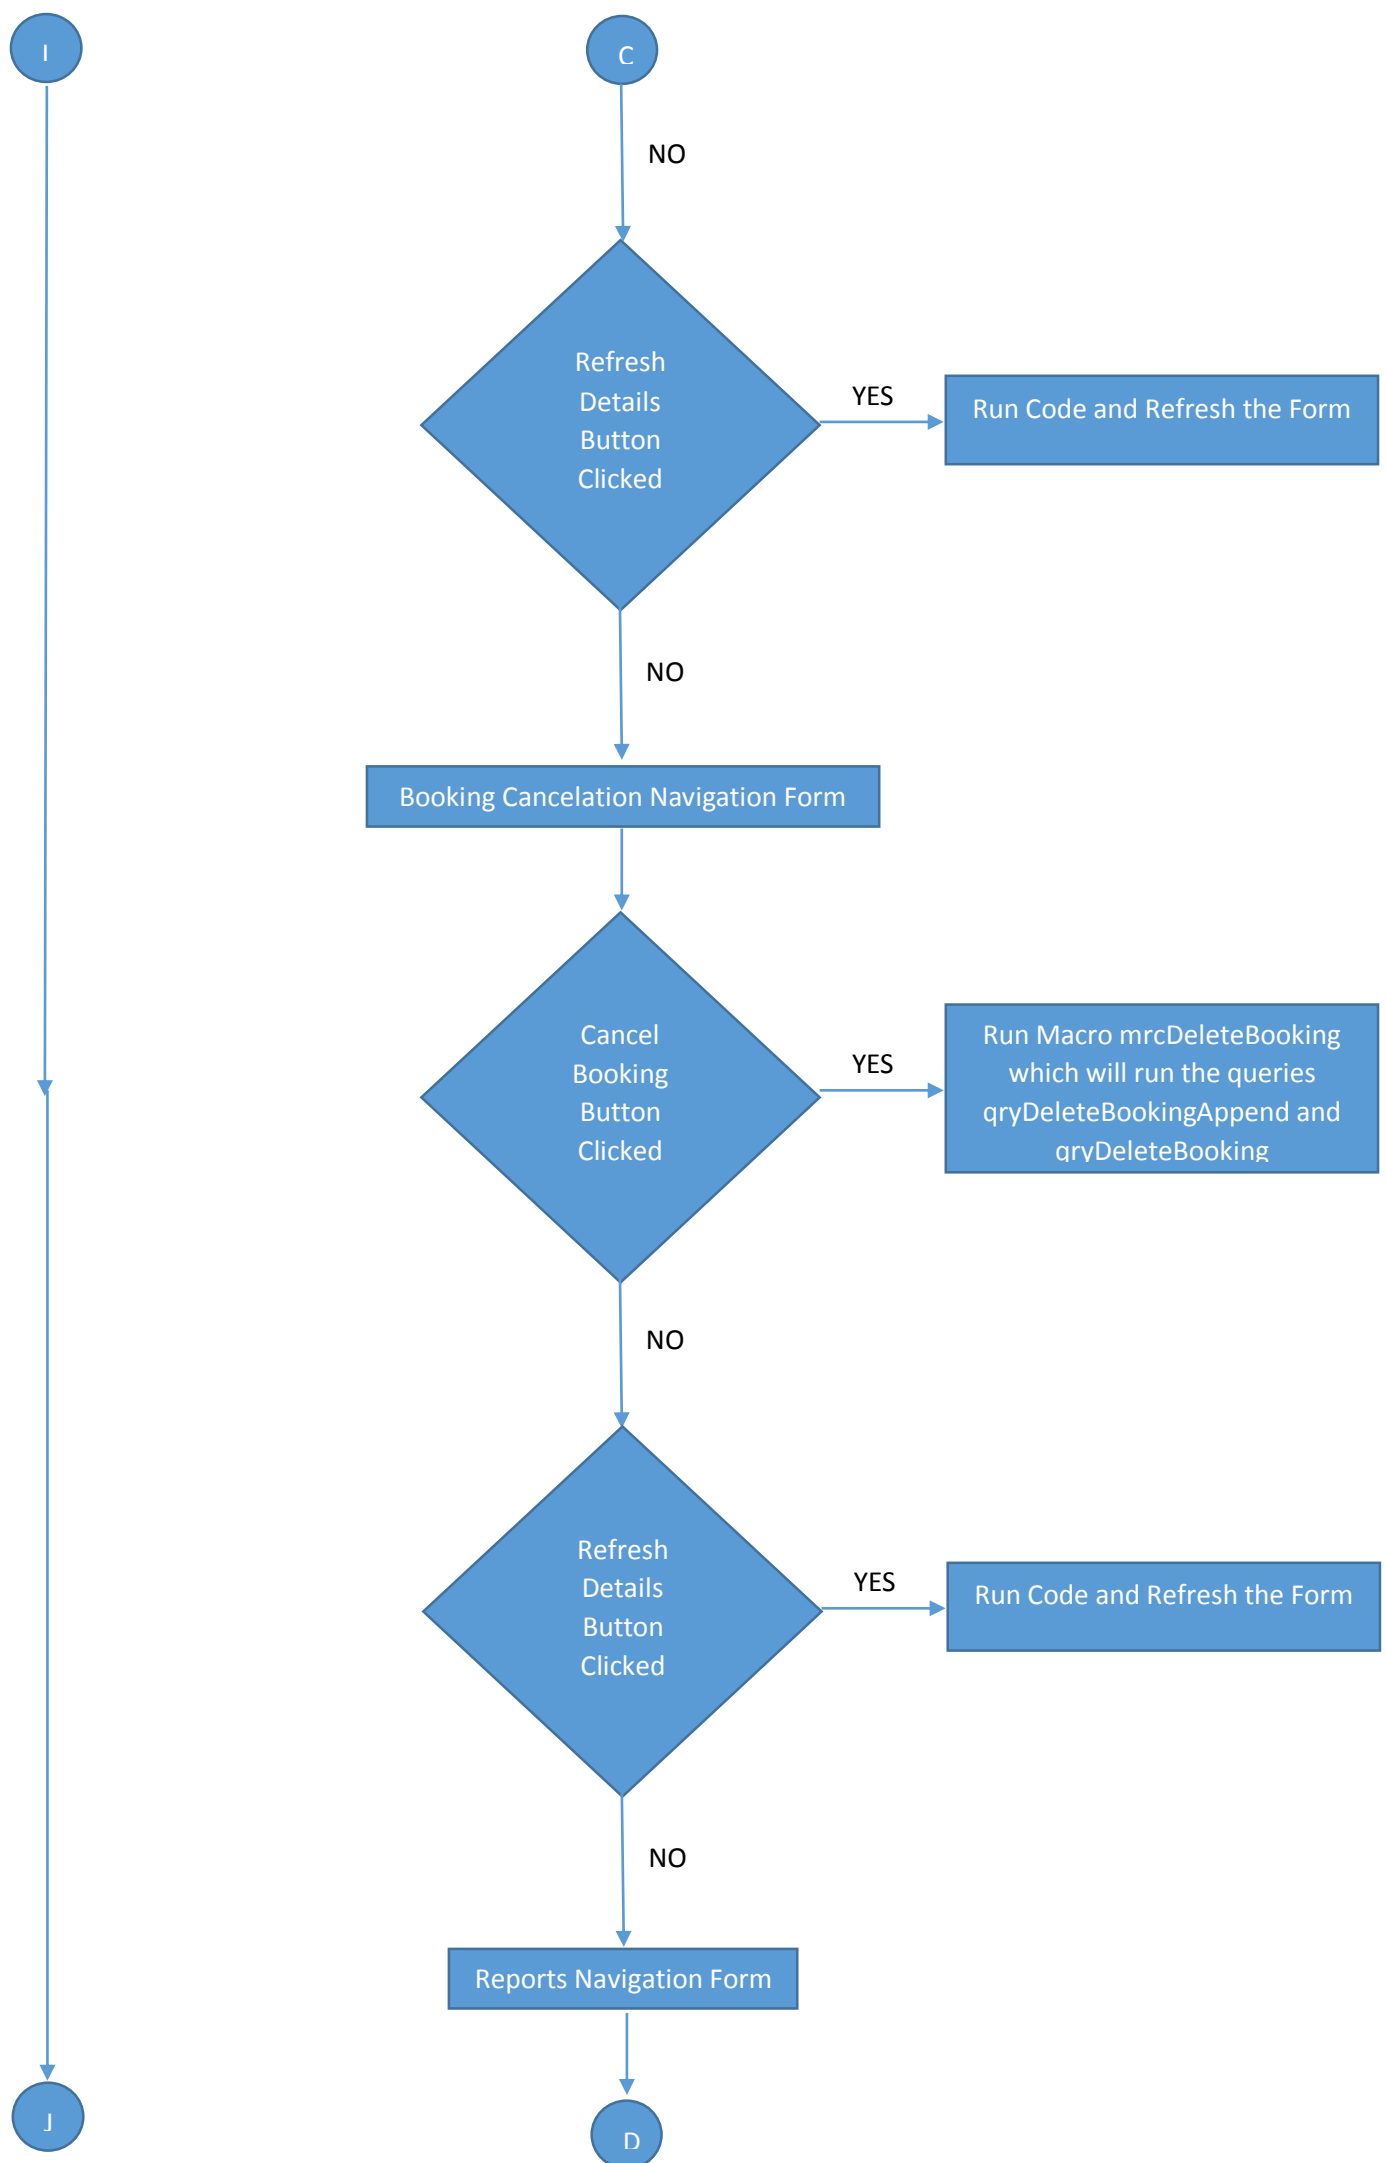 I
C
NO
Refresh
Details
Button
Clicked
YES
Run Code and Refresh the Form
NO
Booking Cancelation Navigation Form
Cancel
Booking
Button
Clicked
YES
Run Macro mrcDeleteBooking
which will run the queries
qryDeleteBookingAppend and
qryDeleteBooking
NO
Refresh
Details
Button
Clicked
YES
Run Code and Refresh the Form
NO
Reports Navigation Form
J
D